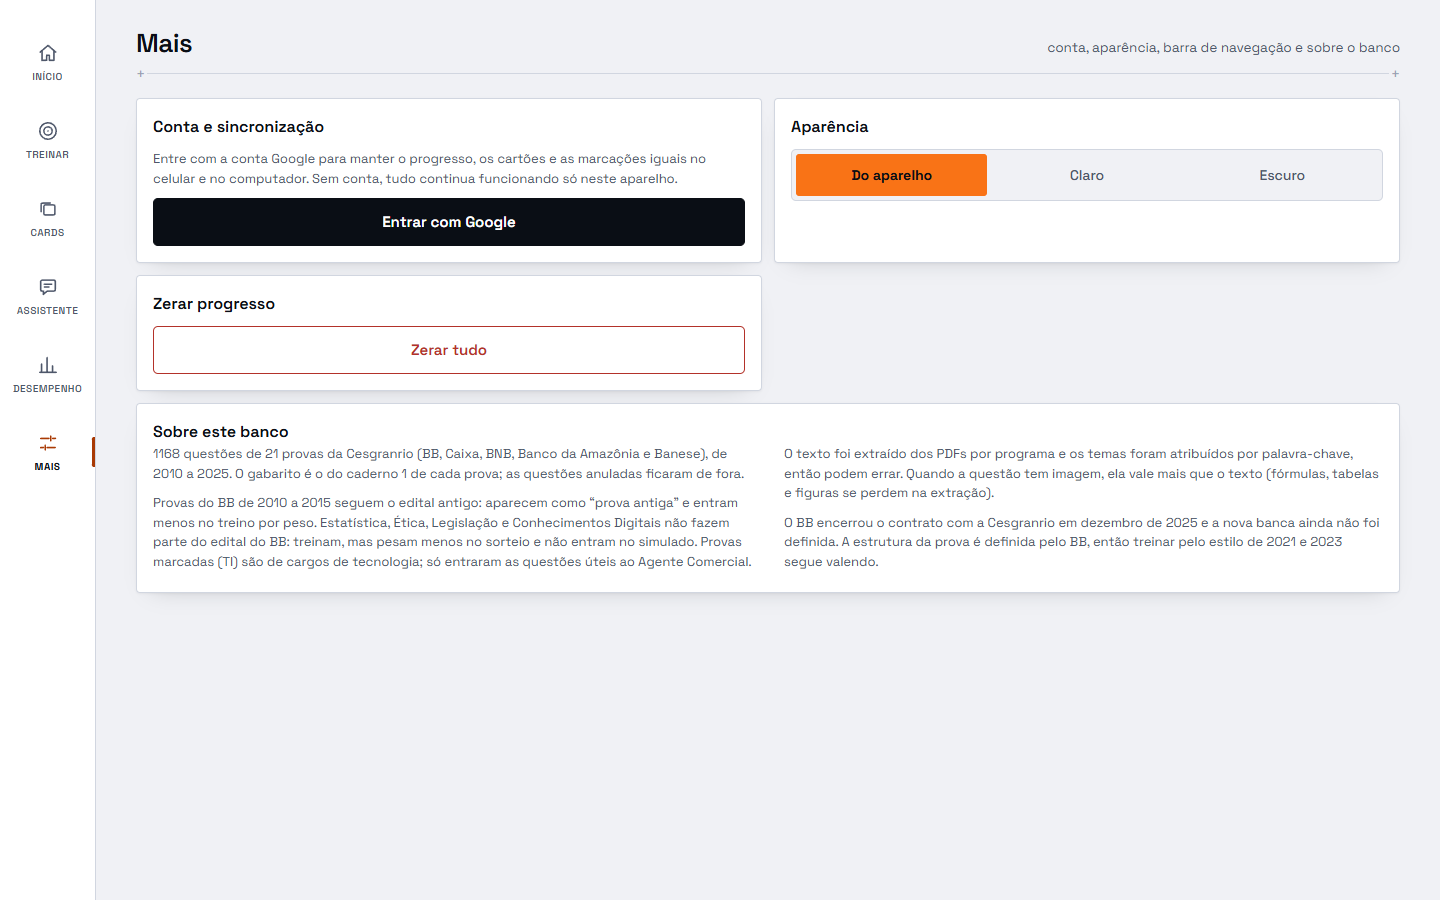 INÍCIO
TREINAR
CARDS
ASSISTENTE
DESEMPENHO
MAIS
Mais
conta, aparência, barra de navegação e sobre o banco
Conta e sincronização
Entre com a conta Google para manter o progresso, os cartões e as marcações iguais no
celular e no computador. Sem conta, tudo continua funcionando só neste aparelho.
Entrar com Google
Aparência
Do aparelho
Claro
Escuro
Zerar progresso
Zerar tudo
Sobre este banco
1168 questões de 21 provas da Cesgranrio (BB, Caixa, BNB, Banco da Amazônia e Banese), de
2010 a 2025. O gabarito é o do caderno 1 de cada prova; as questões anuladas ficaram de fora.
Provas do BB de 2010 a 2015 seguem o edital antigo: aparecem como “prova antiga” e entram
menos no treino por peso. Estatística, Ética, Legislação e Conhecimentos Digitais não fazem
parte do edital do BB: treinam, mas pesam menos no sorteio e não entram no simulado. Provas
marcadas (TI) são de cargos de tecnologia; só entraram as questões úteis ao Agente Comercial.
O texto foi extraído dos PDFs por programa e os temas foram atribuídos por palavra-chave,
então podem errar. Quando a questão tem imagem, ela vale mais que o texto (fórmulas, tabelas
e figuras se perdem na extração).
O BB encerrou o contrato com a Cesgranrio em dezembro de 2025 e a nova banca ainda não foi
definida. A estrutura da prova é definida pelo BB, então treinar pelo estilo de 2021 e 2023
segue valendo.